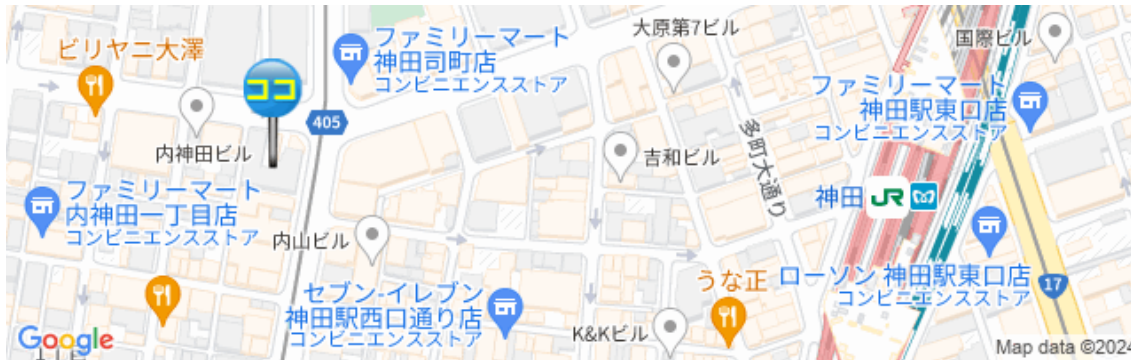 ビリヤニ大澤
ファミリーマート
神田司町店
コンビニエンスストア
大原第7ビル
国際ビル
ココ
405
内神田ビル
ファミリーマート
神田駅東口店
コンビニエンスストア
多町大通り
吉和ビル
ファミリーマート
内神田一丁目店
コンビニエンスストア
神田
JR
内山ビル
セブン-イレブン
神田駅西口通り店
コンビニエンスストア
うな正
ローソン 神田駅東口店
コンビニエンスストア
17
K&Kビル
Google
Map data ©2024